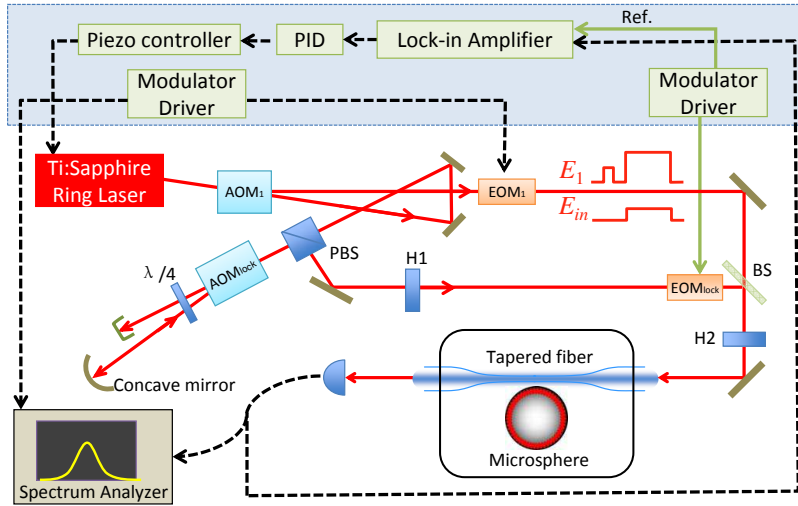 Ref.
Piezo controller
PID
Lock-in Amplifier
Modulator
Driver
Modulator
Driver
Ti:Sapphire
Ring Laser
AOM1
EOM1
E1
Ein
PBS
AOMlock
λ /4
H1
EOMlock
BS
H2
Concave mirror
Tapered fiber
Microsphere
Spectrum Analyzer